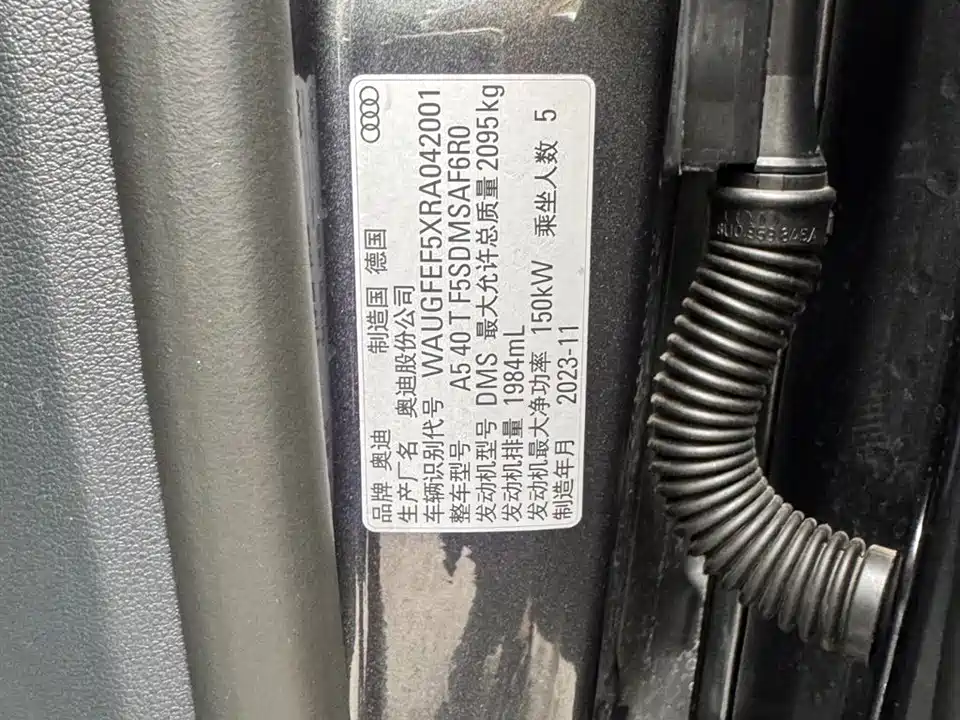 品牌 奥迪 制造国 德国
生产厂名 奥迪股份公司
车辆识别代号 WAUGFEF5XRA042001
整车型号 A5 40 T F5SDMSAF6R0
发动机型号 DMS 最大允许总质量 2095kg
发动机排量 1984mL
发动机最大净功率 150kW 乘坐人数 5
制造年月 2023-11